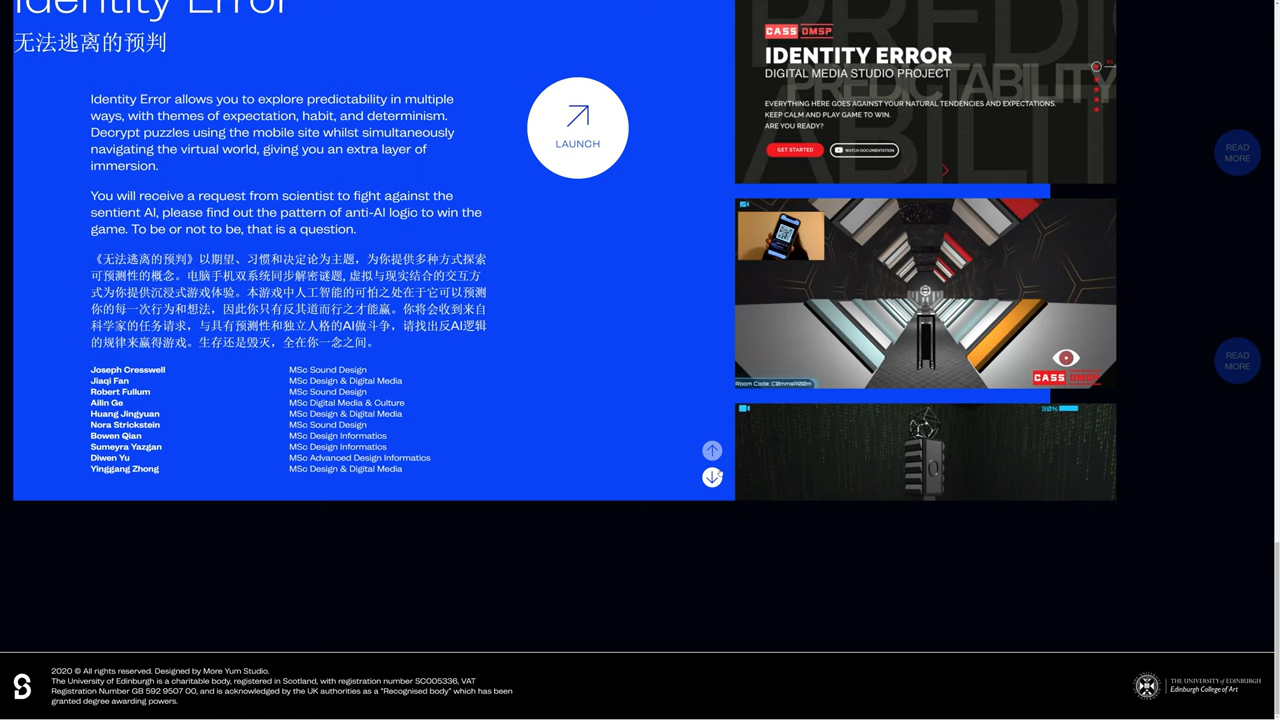 Identity Error
无法逃离的预判
Identity Error allows you to explore predictability in multiple
ways, with themes of expectation, habit, and determinism.
Decrypt puzzles using the mobile site whilst simultaneously
navigating the virtual world, giving you an extra layer of
immersion.
You will receive a request from scientist to fight against the
sentient AI, please find out the pattern of anti-AI logic to win the
game. To be or not to be, that is a question.
《无法逃离的预判》以期望、习惯和决定论为主题，为你提供多种方式探索
可预测性的概念。电脑手机双系统同步解密谜题, 虚拟与现实结合的交互方
式为你提供沉浸式游戏体验。本游戏中人工智能的可怕之处在于它可以预测
你的每一次行为和想法，因此你只有反其道而行之才能赢。你将会收到来自
科学家的任务请求，与具有预测性和独立人格的AI做斗争，请找出反AI逻辑
的规律来赢得游戏。生存还是毁灭，全在你一念之间。
Joseph Cresswell MSc Sound Design
Jiaqi Fan MSc Design & Digital Media
Robert Fullum MSc Sound Design
Ailin Ge MSc Digital Media & Culture
Huang Jingyuan MSc Design & Digital Media
Nora Strickstein MSc Sound Design
Bowen Qian MSc Design Informatics
Sumeyra Yazgan MSc Design Informatics
Diwen Yu MSc Advanced Design Informatics
Yinggang Zhong MSc Design & Digital Media
LAUNCH
PREDI
PREDICTABILITY
ABILIT
CASS DMSP
IDENTITY ERROR
DIGITAL MEDIA STUDIO PROJECT
EVERYTHING HERE GOES AGAINST YOUR NATURAL TENDENCIES AND EXPECTATIONS.
KEEP CALM AND PLAY GAME TO WIN.
ARE YOU READY?
GET STARTED
WATCH DOCUMENTATION
Room Code: C0mmsR00m
CASS DMSP
30%
READ
MORE
READ
MORE
2020 © All rights reserved. Designed by More Yum Studio.
The University of Edinburgh is a charitable body, registered in Scotland, with registration number SC005336, VAT
Registration Number GB 592 9507 00, and is acknowledged by the UK authorities as a “Recognised body” which has been
granted degree awarding powers.
THE UNIVERSITY of EDINBURGH
Edinburgh College of Art